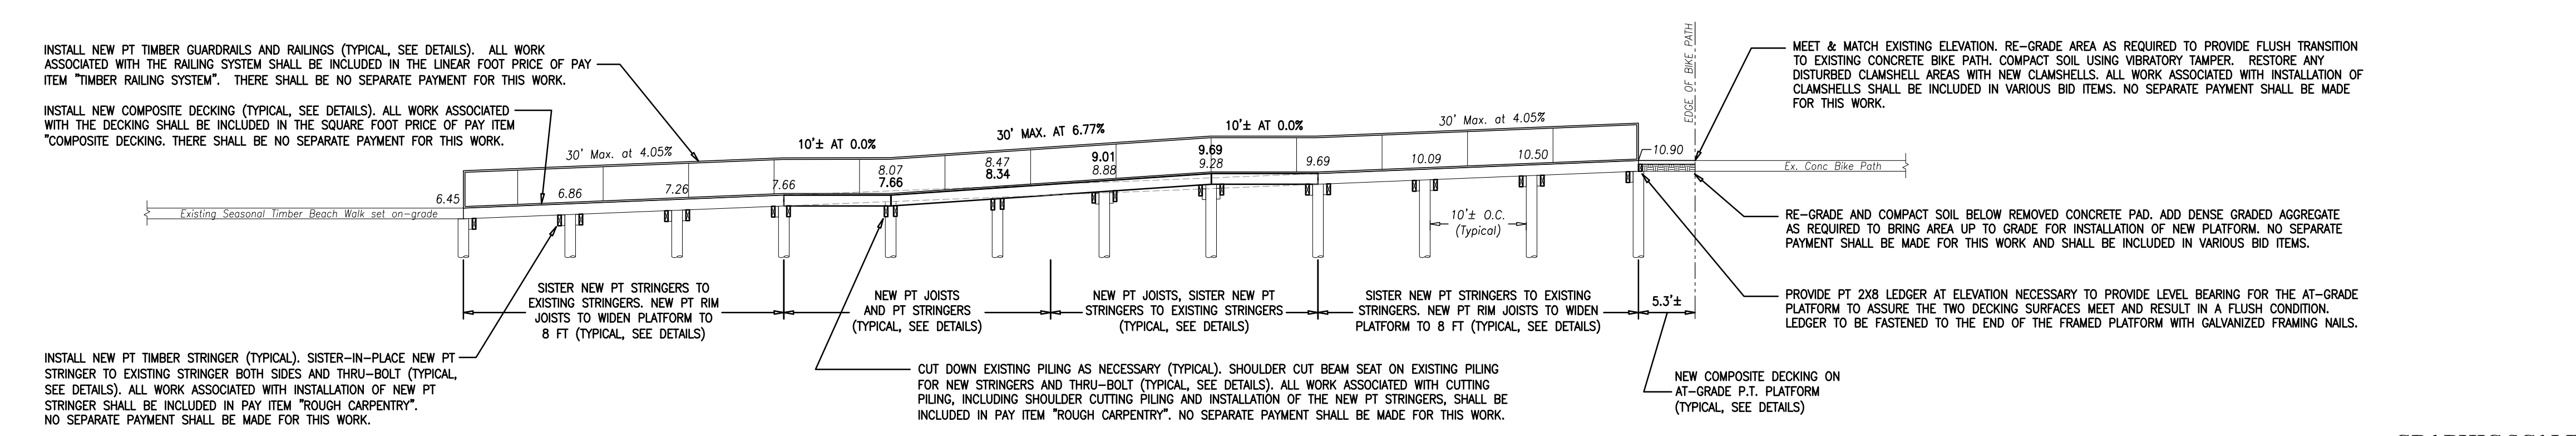 INSTALL NEW PT TIMBER GUARDRAILS AND RAILINGS (TYPICAL, SEE DETAILS). ALL WORK
ASSOCIATED WITH THE RAILING SYSTEM SHALL BE INCLUDED IN THE LINEAR FOOT PRICE OF PAY
ITEM "TIMBER RAILING SYSTEM". THERE SHALL BE NO SEPARATE PAYMENT FOR THIS WORK.
INSTALL NEW COMPOSITE DECKING (TYPICAL, SEE DETAILS). ALL WORK ASSOCIATED
WITH THE DECKING SHALL BE INCLUDED IN THE SQUARE FOOT PRICE OF PAY ITEM
"COMPOSITE DECKING. THERE SHALL BE NO SEPARATE PAYMENT FOR THIS WORK.
30' Max. at 4.05%
10'± AT 0.0%
30' MAX. AT 6.77%
10'± AT 0.0%
30' Max. at 4.05%
EDGE OF BIKE PATH
MEET & MATCH EXISTING ELEVATION. RE-GRADE AREA AS REQUIRED TO PROVIDE FLUSH TRANSITION
TO EXISTING CONCRETE BIKE PATH. COMPACT SOIL USING VIBRATORY TAMPER. RESTORE ANY
DISTURBED CLAMSHELL AREAS WITH NEW CLAMSHELLS. ALL WORK ASSOCIATED WITH INSTALLATION OF
CLAMSHELLS SHALL BE INCLUDED IN VARIOUS BID ITEMS. NO SEPARATE PAYMENT SHALL BE MADE
FOR THIS WORK.
6.45
6.86
7.26
7.66
8.07
7.66
8.47
8.34
9.01
8.88
9.69
9.28
9.69
10.09
10.50
10.90
Ex. Conc Bike Path
Existing Seasonal Timber Beach Walk set on-grade
10'± O.C.
(Typical)
RE-GRADE AND COMPACT SOIL BELOW REMOVED CONCRETE PAD. ADD DENSE GRADED AGGREGATE
AS REQUIRED TO BRING AREA UP TO GRADE FOR INSTALLATION OF NEW PLATFORM. NO SEPARATE
PAYMENT SHALL BE MADE FOR THIS WORK AND SHALL BE INCLUDED IN VARIOUS BID ITEMS.
SISTER NEW PT STRINGERS TO
EXISTING STRINGERS. NEW PT RIM
JOISTS TO WIDEN PLATFORM TO
8 FT (TYPICAL, SEE DETAILS)
NEW PT JOISTS
AND PT STRINGERS
(TYPICAL, SEE DETAILS)
NEW PT JOISTS, SISTER NEW PT
STRINGERS TO EXISTING STRINGERS
(TYPICAL, SEE DETAILS)
SISTER NEW PT STRINGERS TO EXISTING
STRINGERS. NEW PT RIM JOISTS TO WIDEN
PLATFORM TO 8 FT (TYPICAL, SEE DETAILS)
5.3'±
PROVIDE PT 2X8 LEDGER AT ELEVATION NECESSARY TO PROVIDE LEVEL BEARING FOR THE AT-GRADE
PLATFORM TO ASSURE THE TWO DECKING SURFACES MEET AND RESULT IN A FLUSH CONDITION.
LEDGER TO BE FASTENED TO THE END OF THE FRAMED PLATFORM WITH GALVANIZED FRAMING NAILS.
INSTALL NEW PT TIMBER STRINGER (TYPICAL). SISTER-IN-PLACE NEW PT
STRINGER TO EXISTING STRINGER BOTH SIDES AND THRU-BOLT (TYPICAL,
SEE DETAILS). ALL WORK ASSOCIATED WITH INSTALLATION OF NEW PT
STRINGER SHALL BE INCLUDED IN PAY ITEM "ROUGH CARPENTRY".
NO SEPARATE PAYMENT SHALL BE MADE FOR THIS WORK.
CUT DOWN EXISTING PILING AS NECESSARY (TYPICAL). SHOULDER CUT BEAM SEAT ON EXISTING PILING
FOR NEW STRINGERS AND THRU-BOLT (TYPICAL, SEE DETAILS). ALL WORK ASSOCIATED WITH CUTTING
PILING, INCLUDING SHOULDER CUTTING PILING AND INSTALLATION OF THE NEW PT STRINGERS, SHALL BE
INCLUDED IN PAY ITEM "ROUGH CARPENTRY". NO SEPARATE PAYMENT SHALL BE MADE FOR THIS WORK.
NEW COMPOSITE DECKING ON
AT-GRADE P.T. PLATFORM
(TYPICAL, SEE DETAILS)